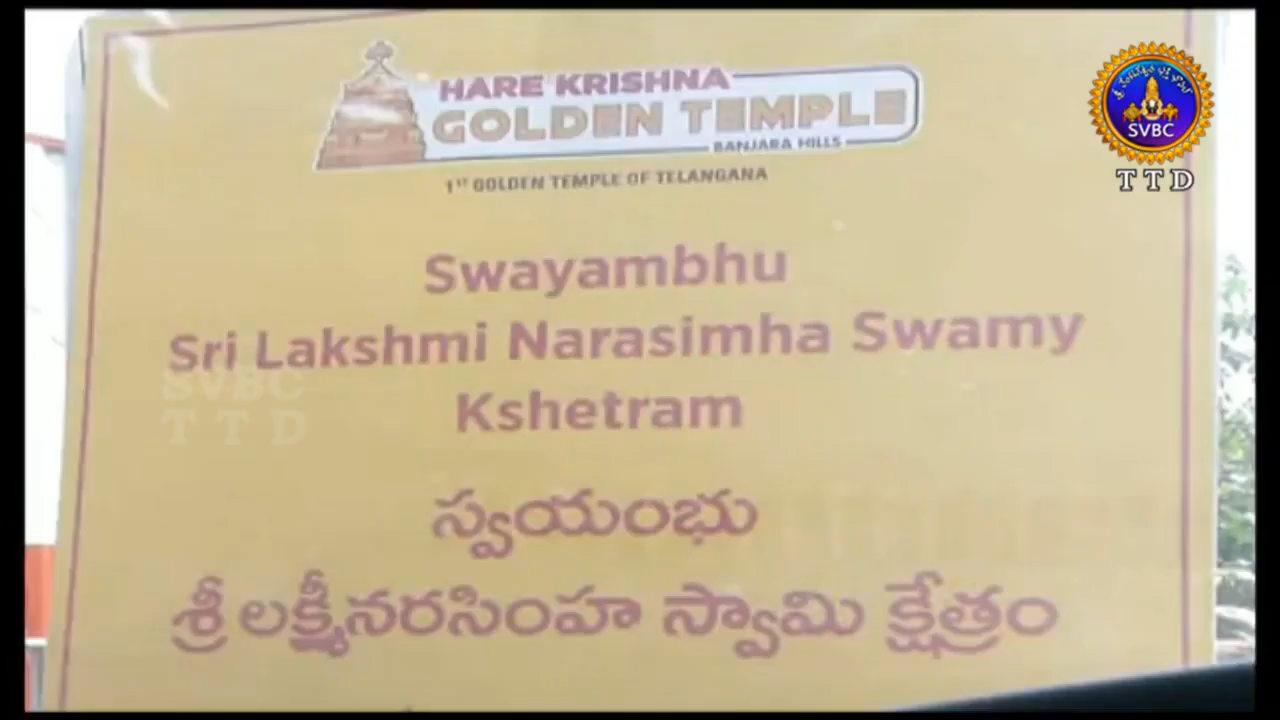 HARE KRISHNA
GOLDEN TEMPLE
BANJARA HILLS
1ST GOLDEN TEMPLE OF TELANGANA
SVBC
TTD
Swayambhu
Sri Lakshmi Narasimha Swamy
Kshetram
SVBC
TTD
స్వయంభు
శ్రీ లక్ష్మీనరసింహ స్వామి క్షేత్రం